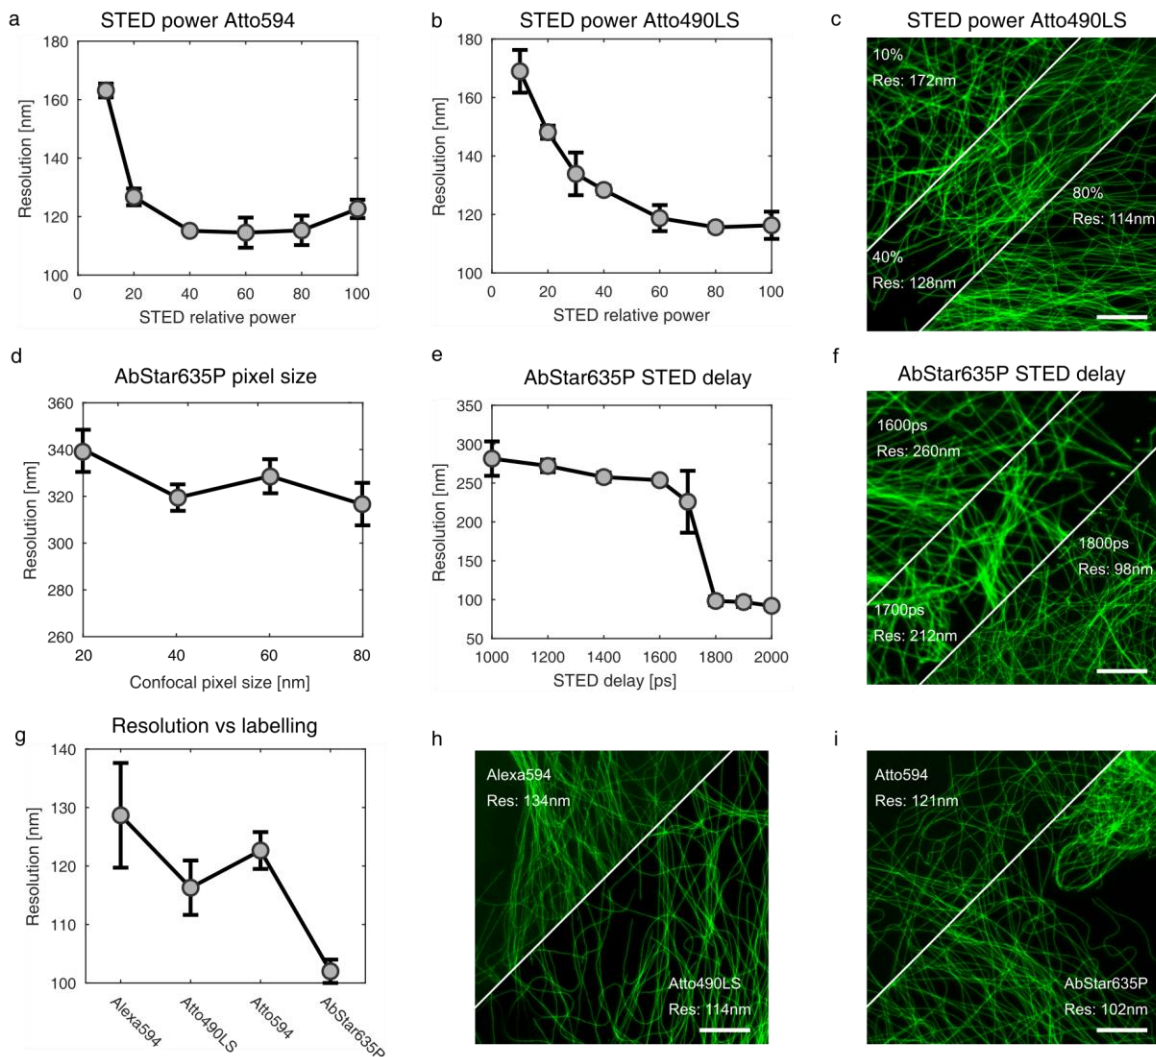 a
STED power Atto594
180
160
140
120
100
Resolution [nm]
0 20 40 60 80 100
STED relative power
b
STED power Atto490LS
180
160
140
120
100
Resolution [nm]
0 20 40 60 80 100
STED relative power
c
STED power Atto490LS
10%
Res: 172nm
80%
Res: 114nm
40%
Res: 128nm
d
AbStar635P pixel size
360
340
320
300
280
260
Resolution [nm]
20 40 60 80
Confocal pixel size [nm]
e
AbStar635P STED delay
350
300
250
200
150
100
50
Resolution [nm]
1000 1200 1400 1600 1800 2000
STED delay [ps]
f
AbStar635P STED delay
1600ps
Res: 260nm
1800ps
Res: 98nm
1700ps
Res: 212nm
g
Resolution vs labelling
140
130
120
110
100
Resolution [nm]
Alexa594
Atto490LS
Atto594
AbStar635P
h
Alexa594
Res: 134nm
Atto490LS
Res: 114nm
i
Atto594
Res: 121nm
AbStar635P
Res: 102nm